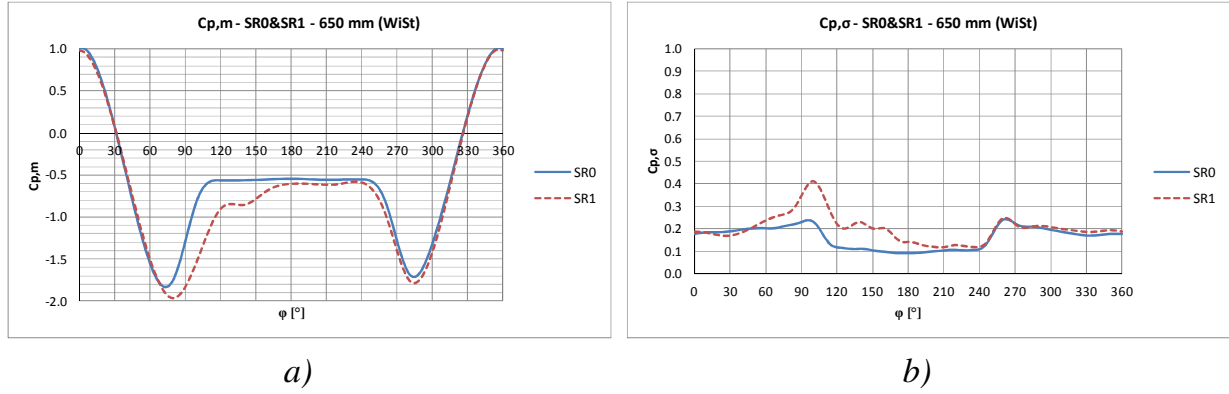 Cp,m - SR0&SR1 - 650 mm (WiSt)
1.0
0.5
0.0
-0.5
-1.0
-1.5
-2.0
0 30 60 90 120 150 180 210 240 270 300 330 360
Cp,m
φ [°]
SR0
SR1
a)
Cp,σ - SR0&SR1 - 650 mm (WiSt)
1.0
0.9
0.8
0.7
0.6
0.5
0.4
0.3
0.2
0.1
0.0
0 30 60 90 120 150 180 210 240 270 300 330 360
Cp,σ
φ [°]
SR0
SR1
b)